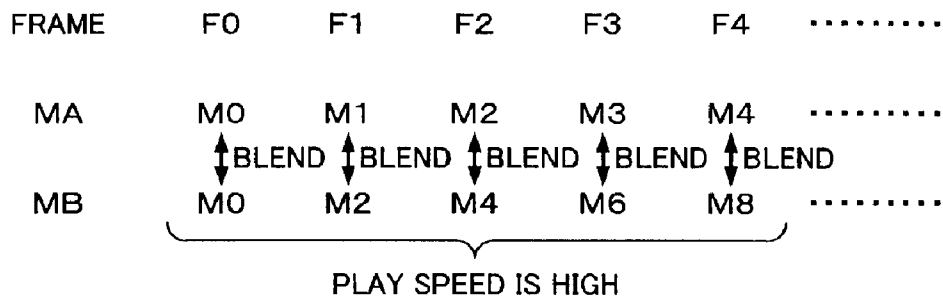 FRAME F0 F1 F2 F3 F4 ·········
MA M0 M1 M2 M3 M4 ·········
BLEND BLEND BLEND BLEND BLEND
MB M0 M2 M4 M6 M8 ·········
PLAY SPEED IS HIGH